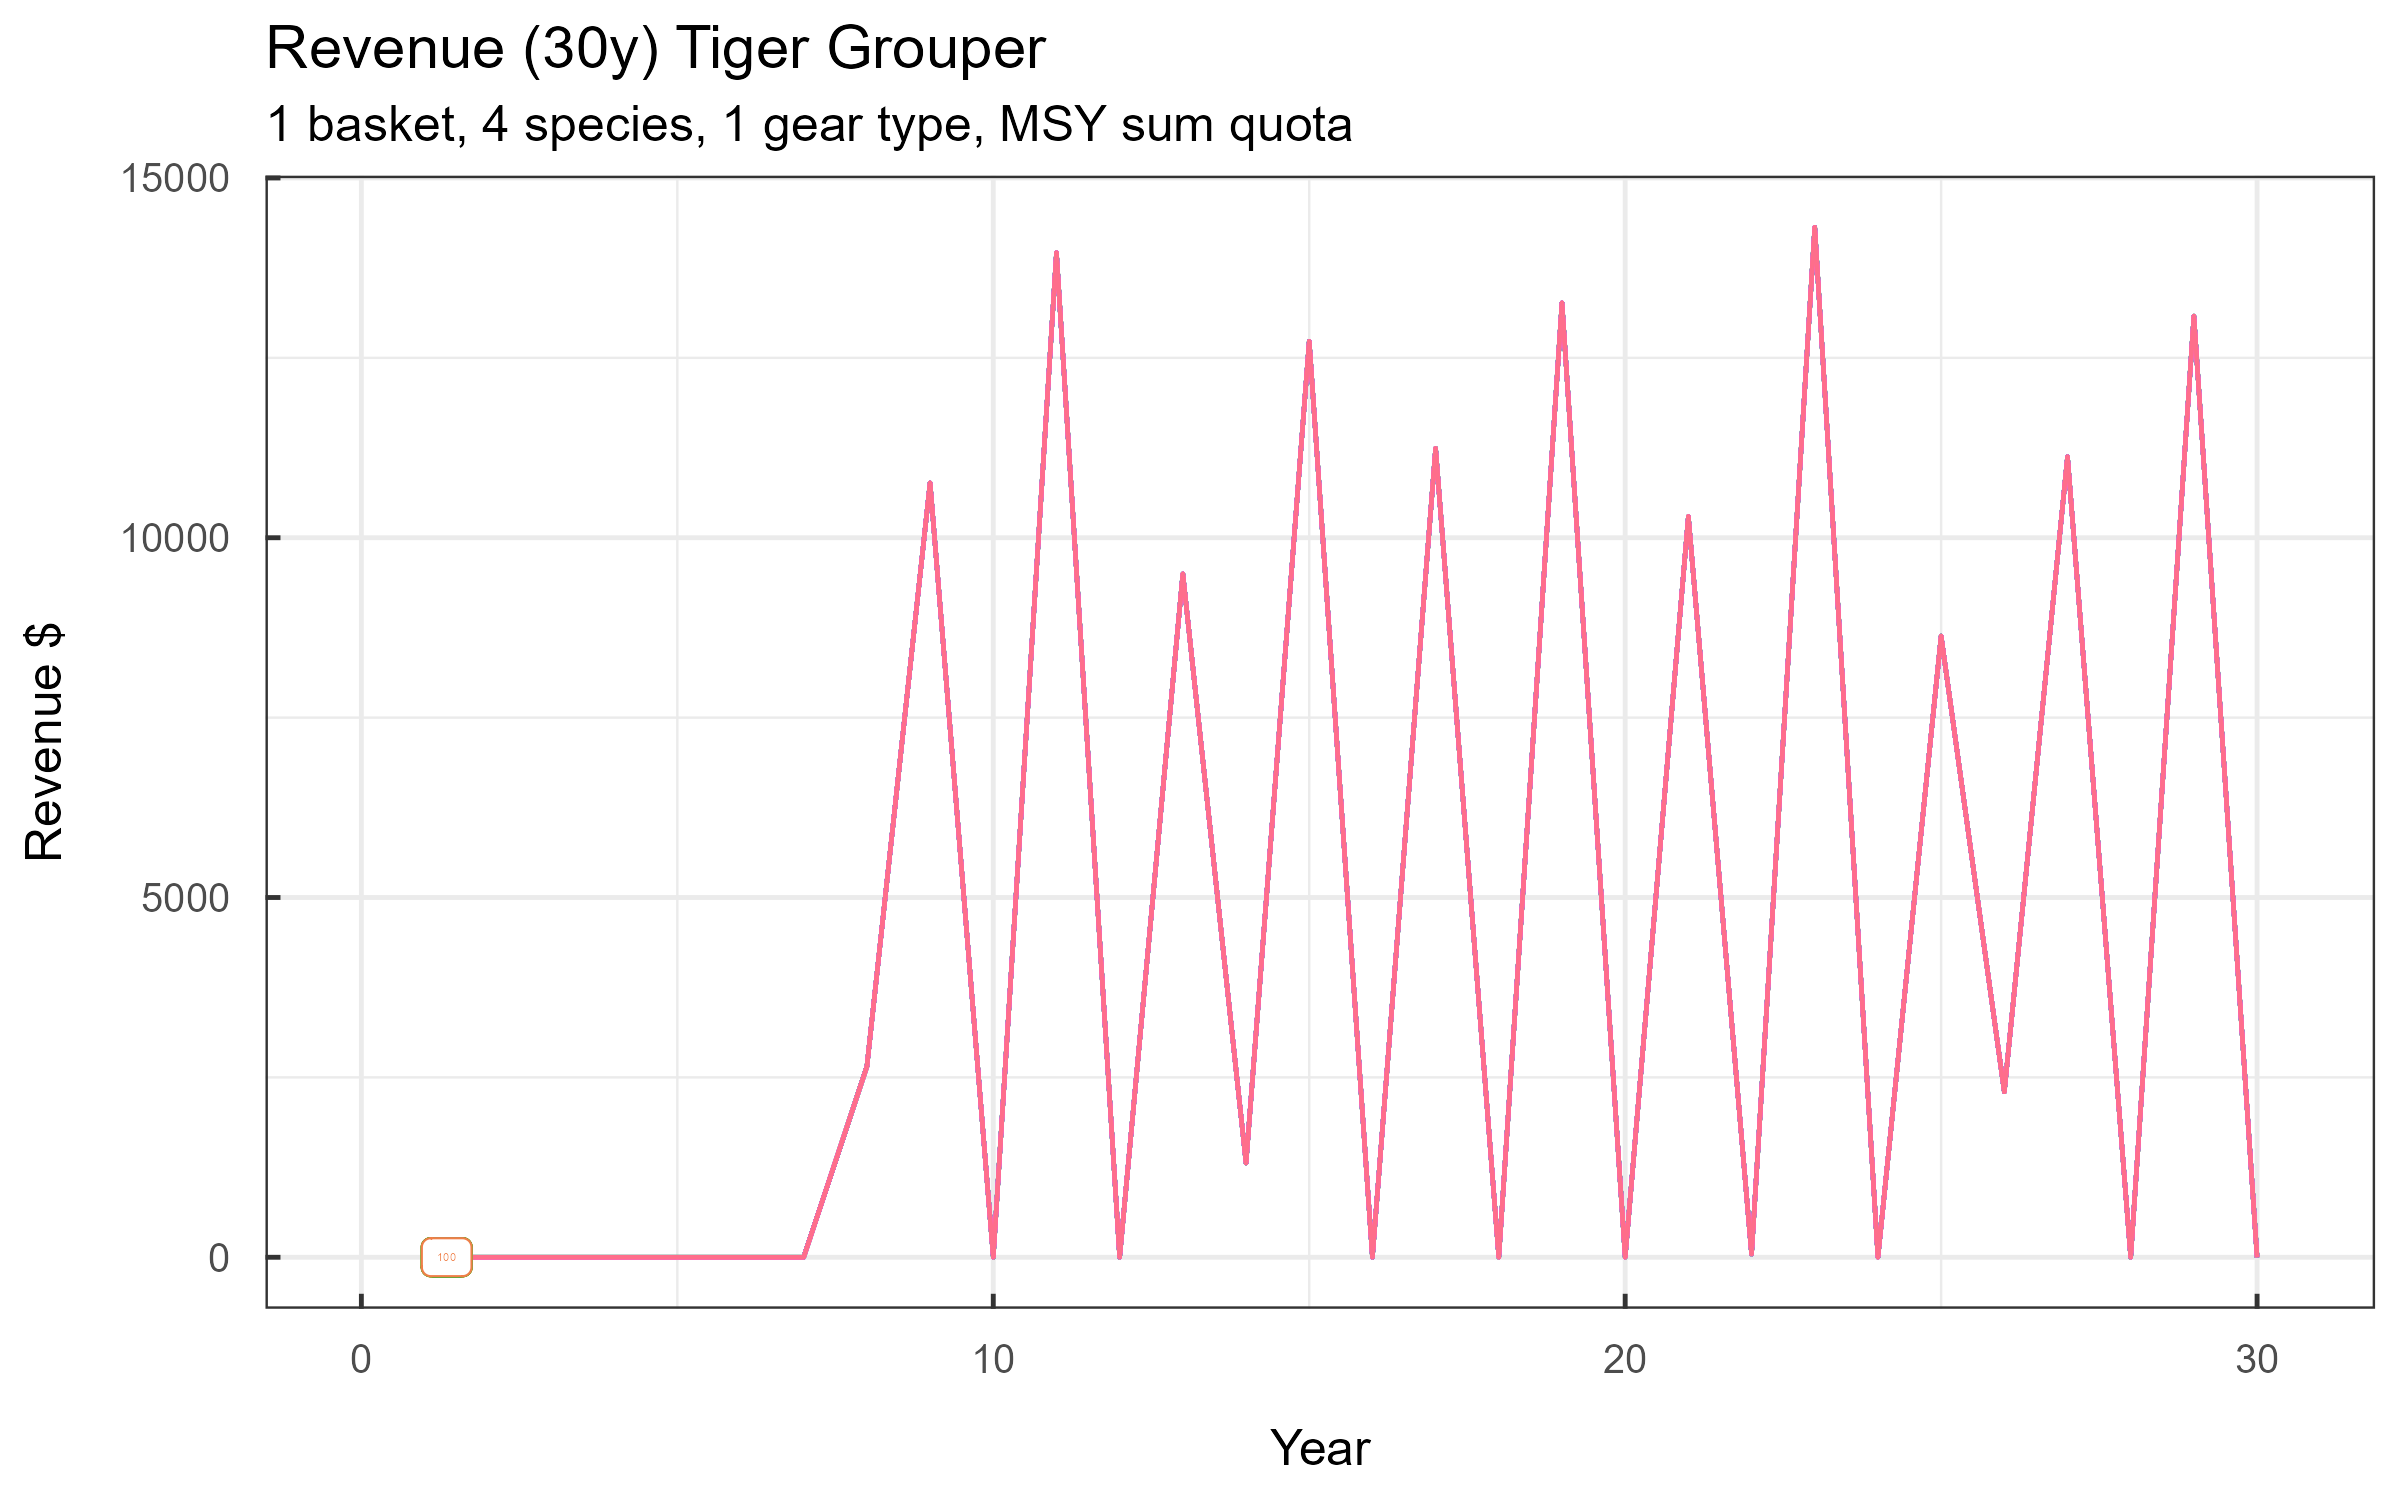 Revenue (30y) Tiger Grouper
1 basket, 4 species, 1 gear type, MSY sum quota
15000
10000
5000
0
Revenue $
100
0 10 20 30
Year